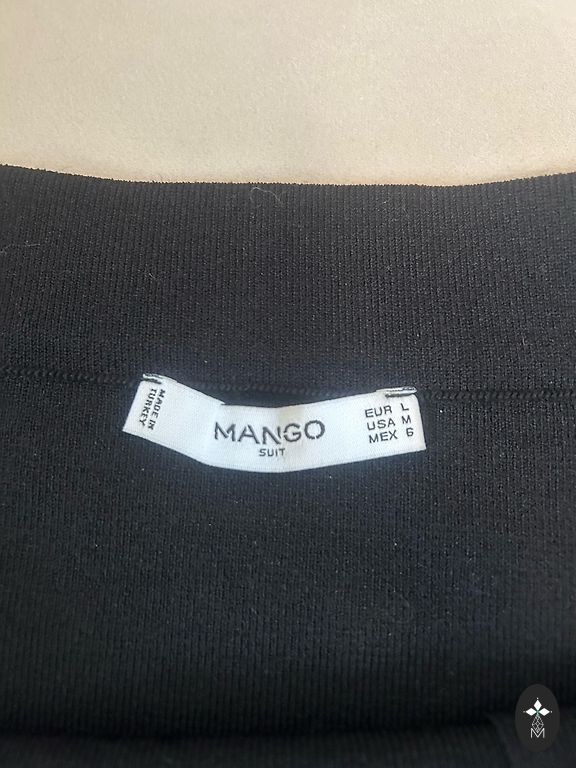 MADE IN
TURKEY
MANGO
SUIT
EUR L
USA M
MEX 6
M